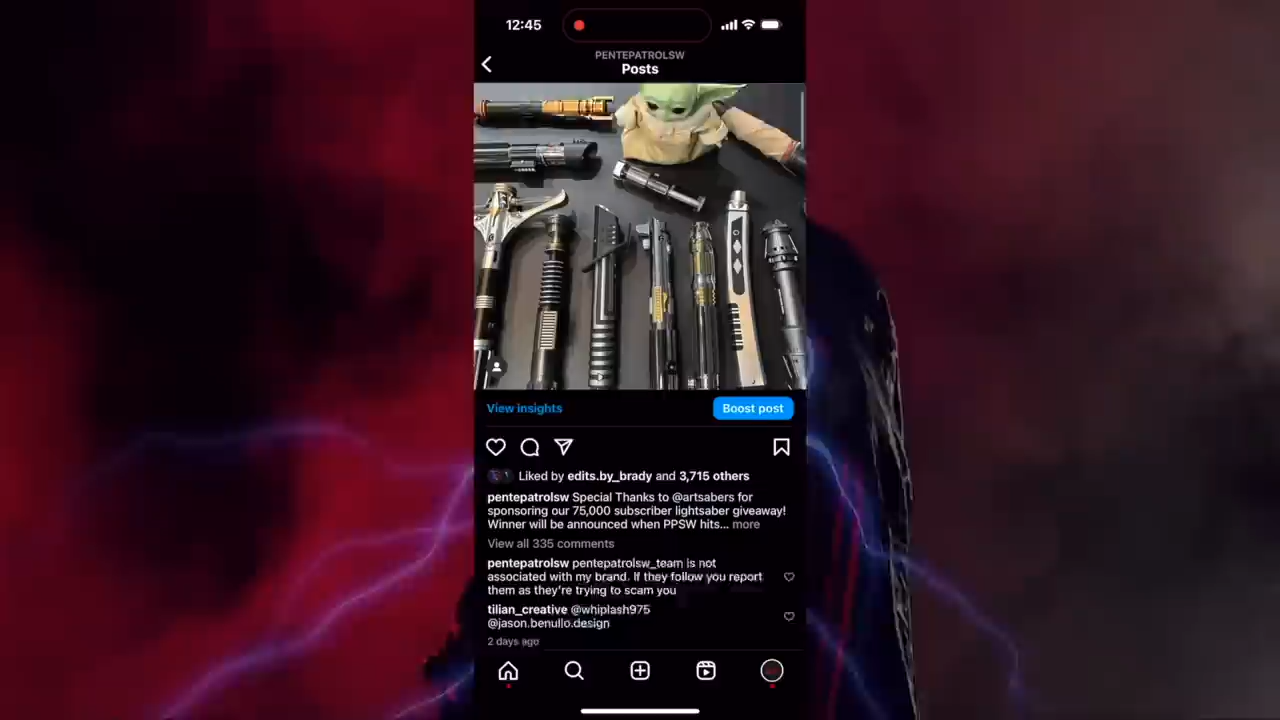 12:45
PENTEPATROLSW
Posts
View insights
Boost post
Liked by edits.by_brady and 3,715 others
pentepatrolsw Special Thanks to @artsabers for
sponsoring our 75,000 subscriber lightsaber giveaway!
Winner will be announced when PPSW hits... more
View all 335 comments
pentepatrolsw pentepatrolsw_team is not
associated with my brand. If they follow you report
them as they're trying to scam you
tilian_creative @whiplash975
@jason.benullo.design
2 days ago